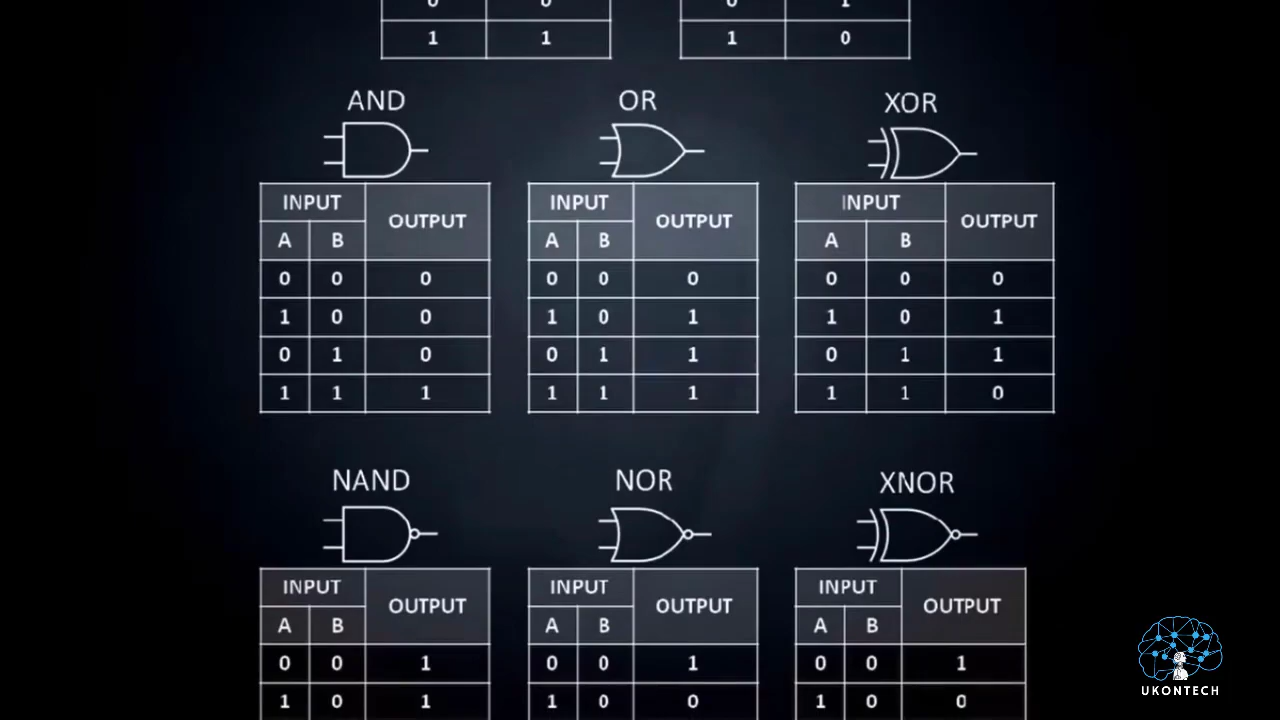 0 0 0 1
1 1 1 0
AND OR XOR
INPUT OUTPUT INPUT OUTPUT INPUT OUTPUT
A B A B A B
0 0 0 0 0 0 0 0 0
1 0 0 1 0 1 1 0 1
0 1 0 0 1 1 0 1 1
1 1 1 1 1 1 1 1 0
NAND NOR XNOR
INPUT OUTPUT INPUT OUTPUT INPUT OUTPUT
A B A B A B
0 0 1 0 0 1 0 0 1
1 0 1 1 0 0 1 0 0
UKONTECH